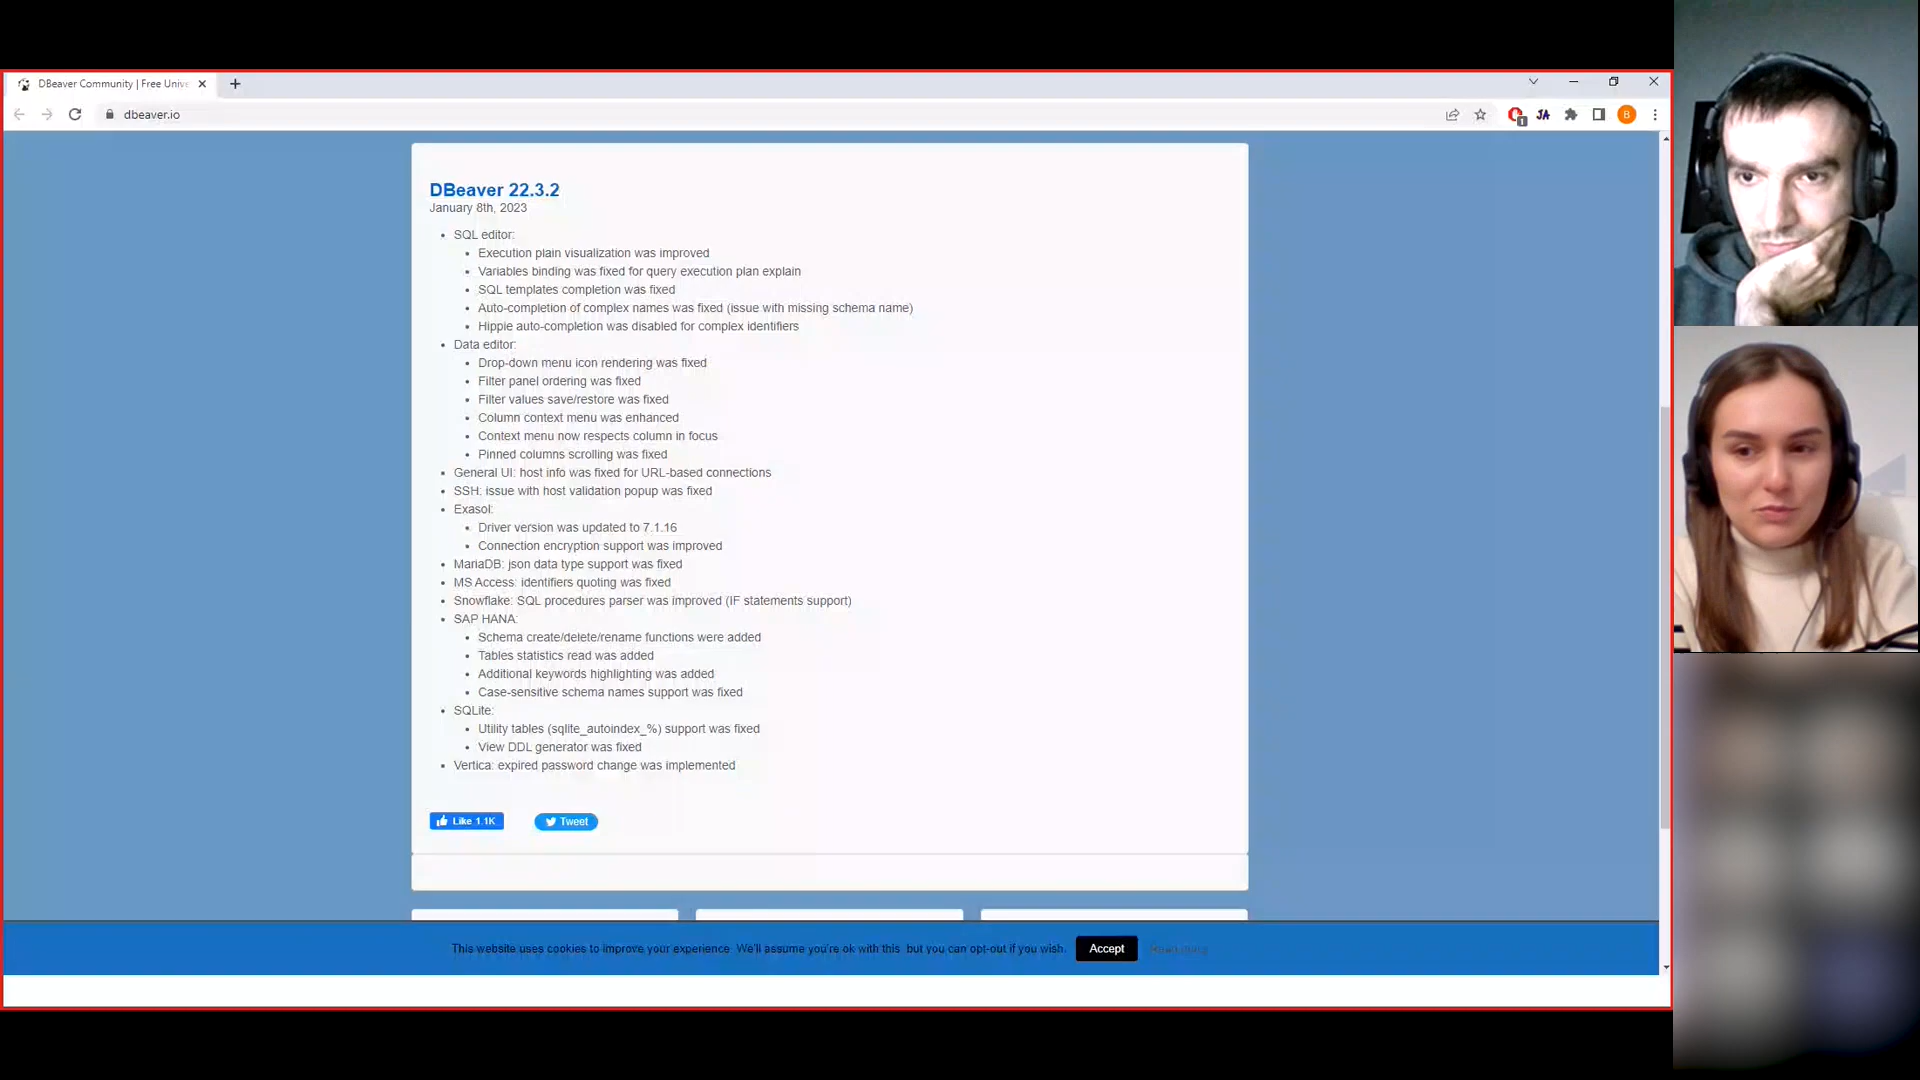 DBeaver Community | Free Unive
dbeaver.io
1
JA
B
DBeaver 22.3.2
January 8th, 2023
SQL editor:
Execution plain visualization was improved
Variables binding was fixed for query execution plan explain
SQL templates completion was fixed
Auto-completion of complex names was fixed (issue with missing schema name)
Hippie auto-completion was disabled for complex identifiers
Data editor:
Drop-down menu icon rendering was fixed
Filter panel ordering was fixed
Filter values save/restore was fixed
Column context menu was enhanced
Context menu now respects column in focus
Pinned columns scrolling was fixed
General UI: host info was fixed for URL-based connections
SSH: issue with host validation popup was fixed
Exasol:
Driver version was updated to 7.1.16
Connection encryption support was improved
MariaDB: json data type support was fixed
MS Access: identifiers quoting was fixed
Snowflake: SQL procedures parser was improved (IF statements support)
SAP HANA:
Schema create/delete/rename functions were added
Tables statistics read was added
Additional keywords highlighting was added
Case-sensitive schema names support was fixed
SQLite:
Utility tables (sqlite_autoindex_%) support was fixed
View DDL generator was fixed
Vertica: expired password change was implemented
Like 1.1K
Tweet
This website uses cookies to improve your experience. We'll assume you're ok with this, but you can opt-out if you wish. Accept Read More